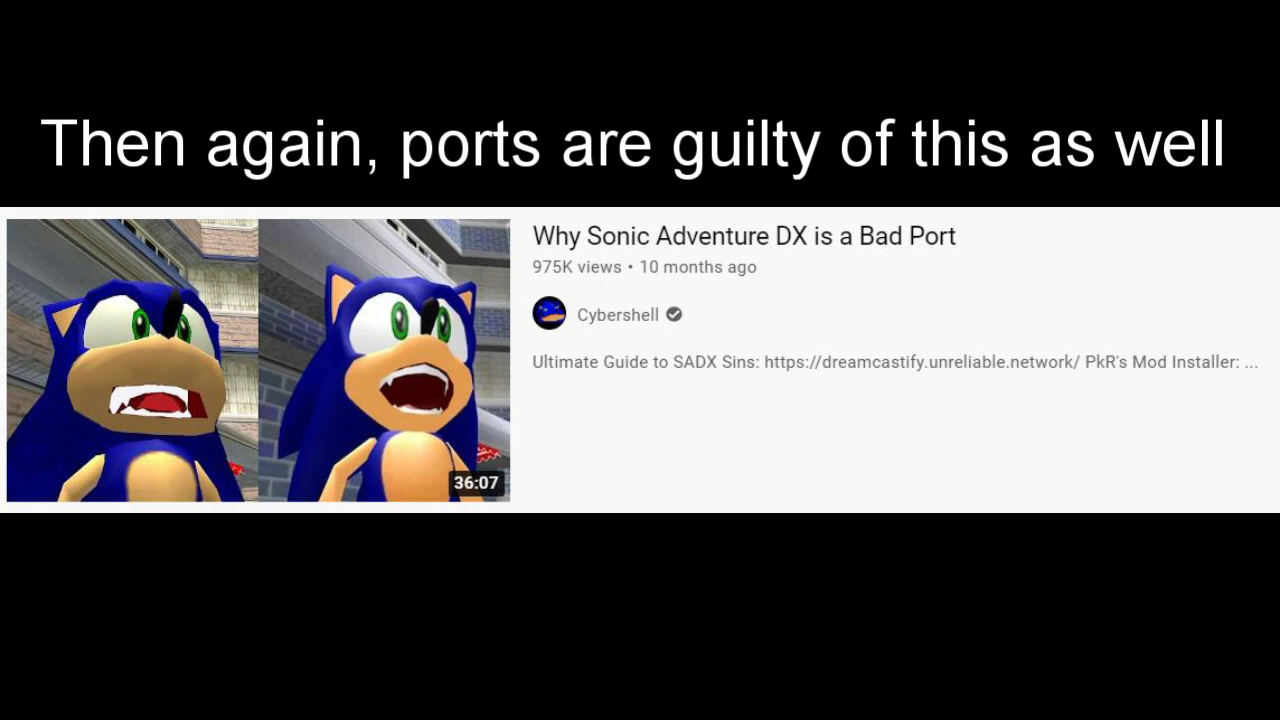 Then again, ports are guilty of this as well
Why Sonic Adventure DX is a Bad Port
975K views • 10 months ago
Cybershell
Ultimate Guide to SADX Sins: https://dreamcastify.unreliable.network/ PkR's Mod Installer: ...
36:07